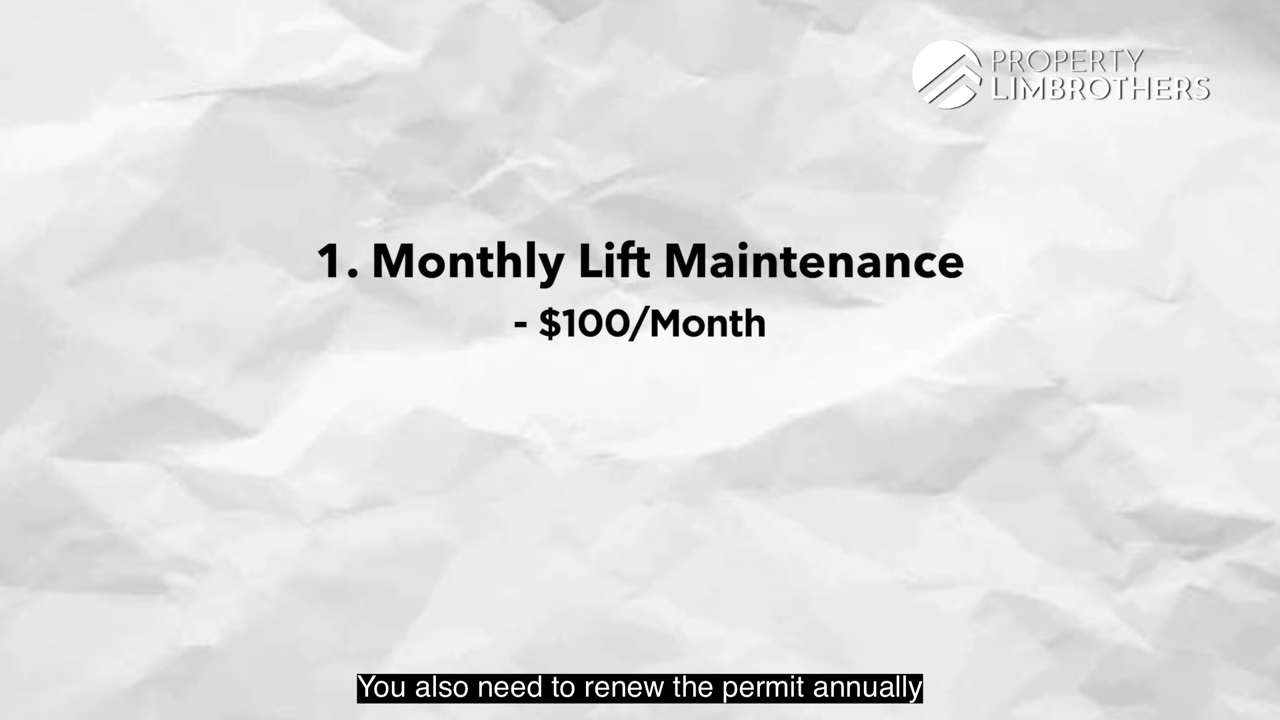 PROPERTY
LIMBROTHERS
1. Monthly Lift Maintenance
- $100/Month
You also need to renew the permit annually